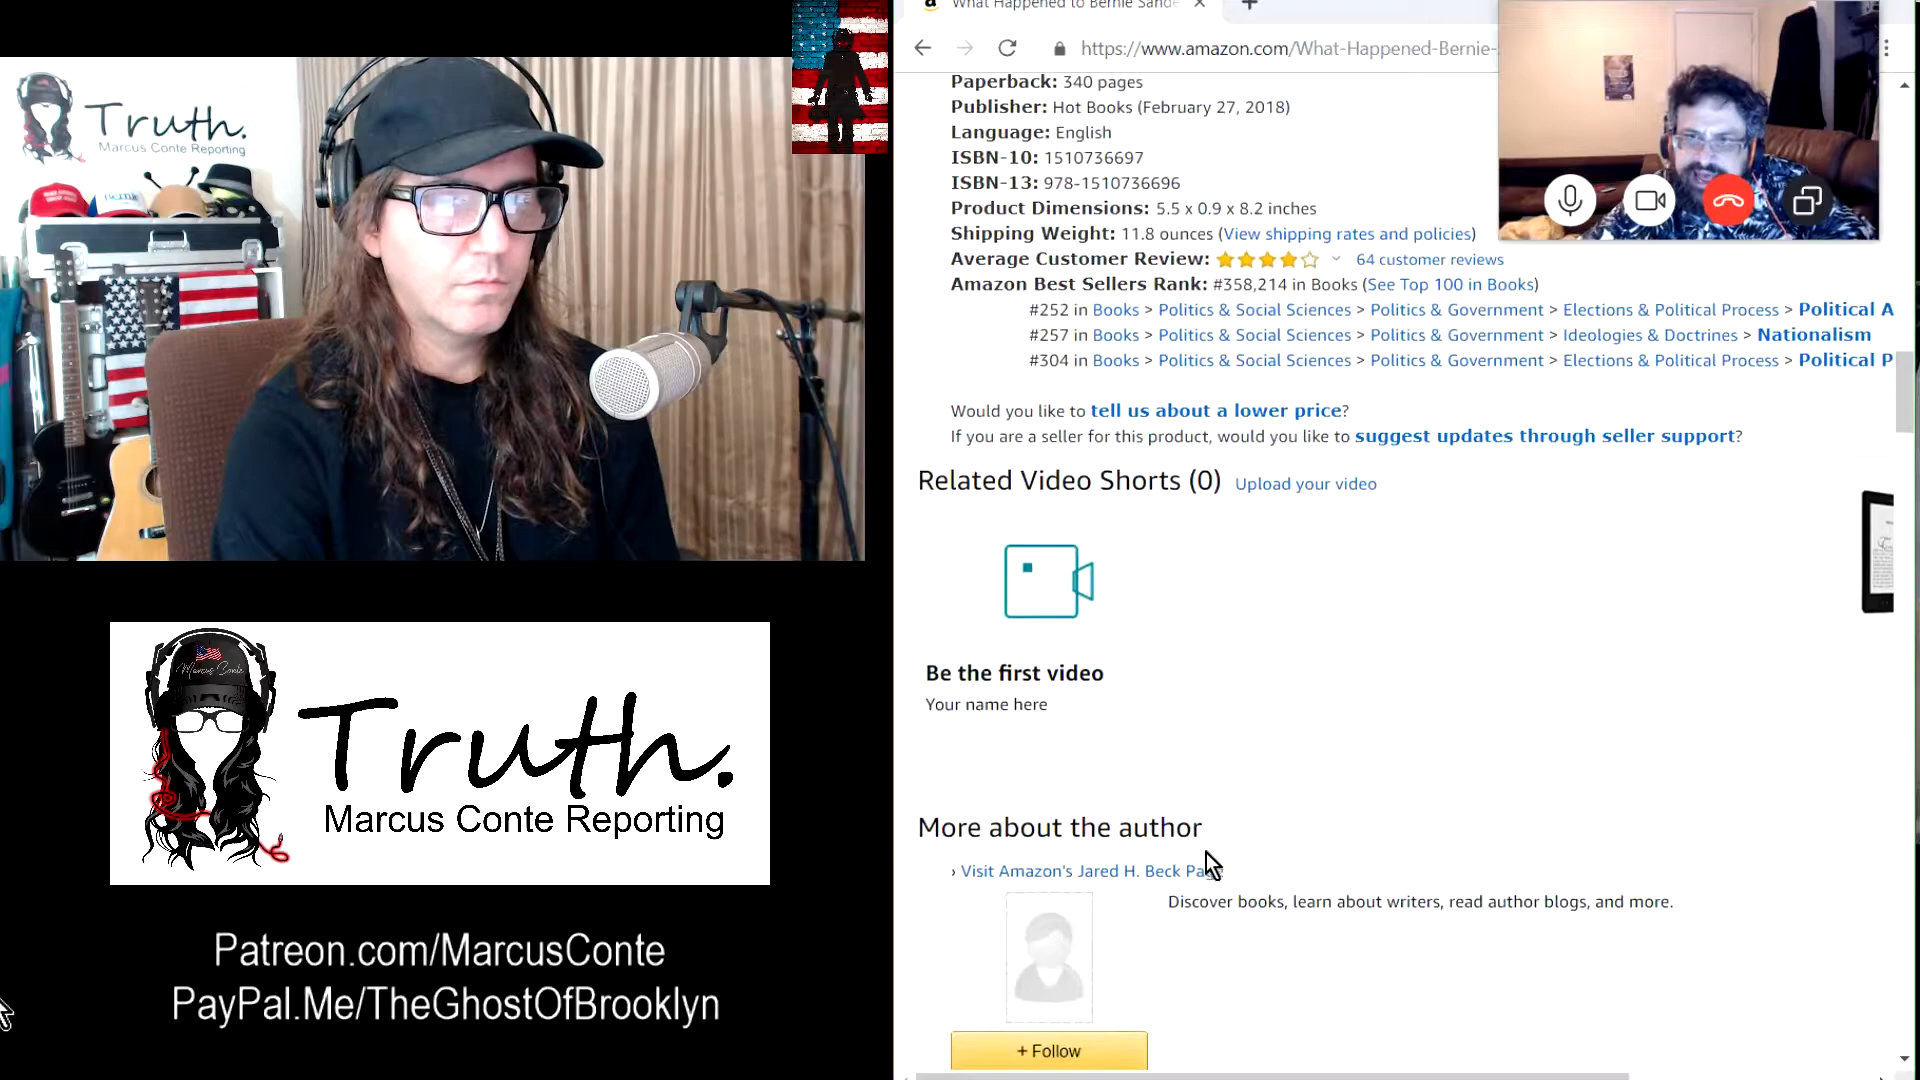 Truth.
Marcus Conte Reporting
Marcus Conte
Truth.
Marcus Conte Reporting
Patreon.com/MarcusConte
PayPal.Me/TheGhostOfBrooklyn
What Happened to Bernie Sande
https://www.amazon.com/What-Happened-Bernie-
Paperback: 340 pages
Publisher: Hot Books (February 27, 2018)
Language: English
ISBN-10: 1510736697
ISBN-13: 978-1510736696
Product Dimensions: 5.5 x 0.9 x 8.2 inches
Shipping Weight: 11.8 ounces (View shipping rates and policies)
Average Customer Review: 64 customer reviews
Amazon Best Sellers Rank: #358,214 in Books (See Top 100 in Books)
#252 in Books > Politics & Social Sciences > Politics & Government > Elections & Political Process > Political A
#257 in Books > Politics & Social Sciences > Politics & Government > Ideologies & Doctrines > Nationalism
#304 in Books > Politics & Social Sciences > Politics & Government > Elections & Political Process > Political P
Would you like to tell us about a lower price?
If you are a seller for this product, would you like to suggest updates through seller support?
Related Video Shorts (0) Upload your video
Be the first video
Your name here
More about the author
› Visit Amazon's Jared H. Beck Pa
Discover books, learn about writers, read author blogs, and more.
+ Follow